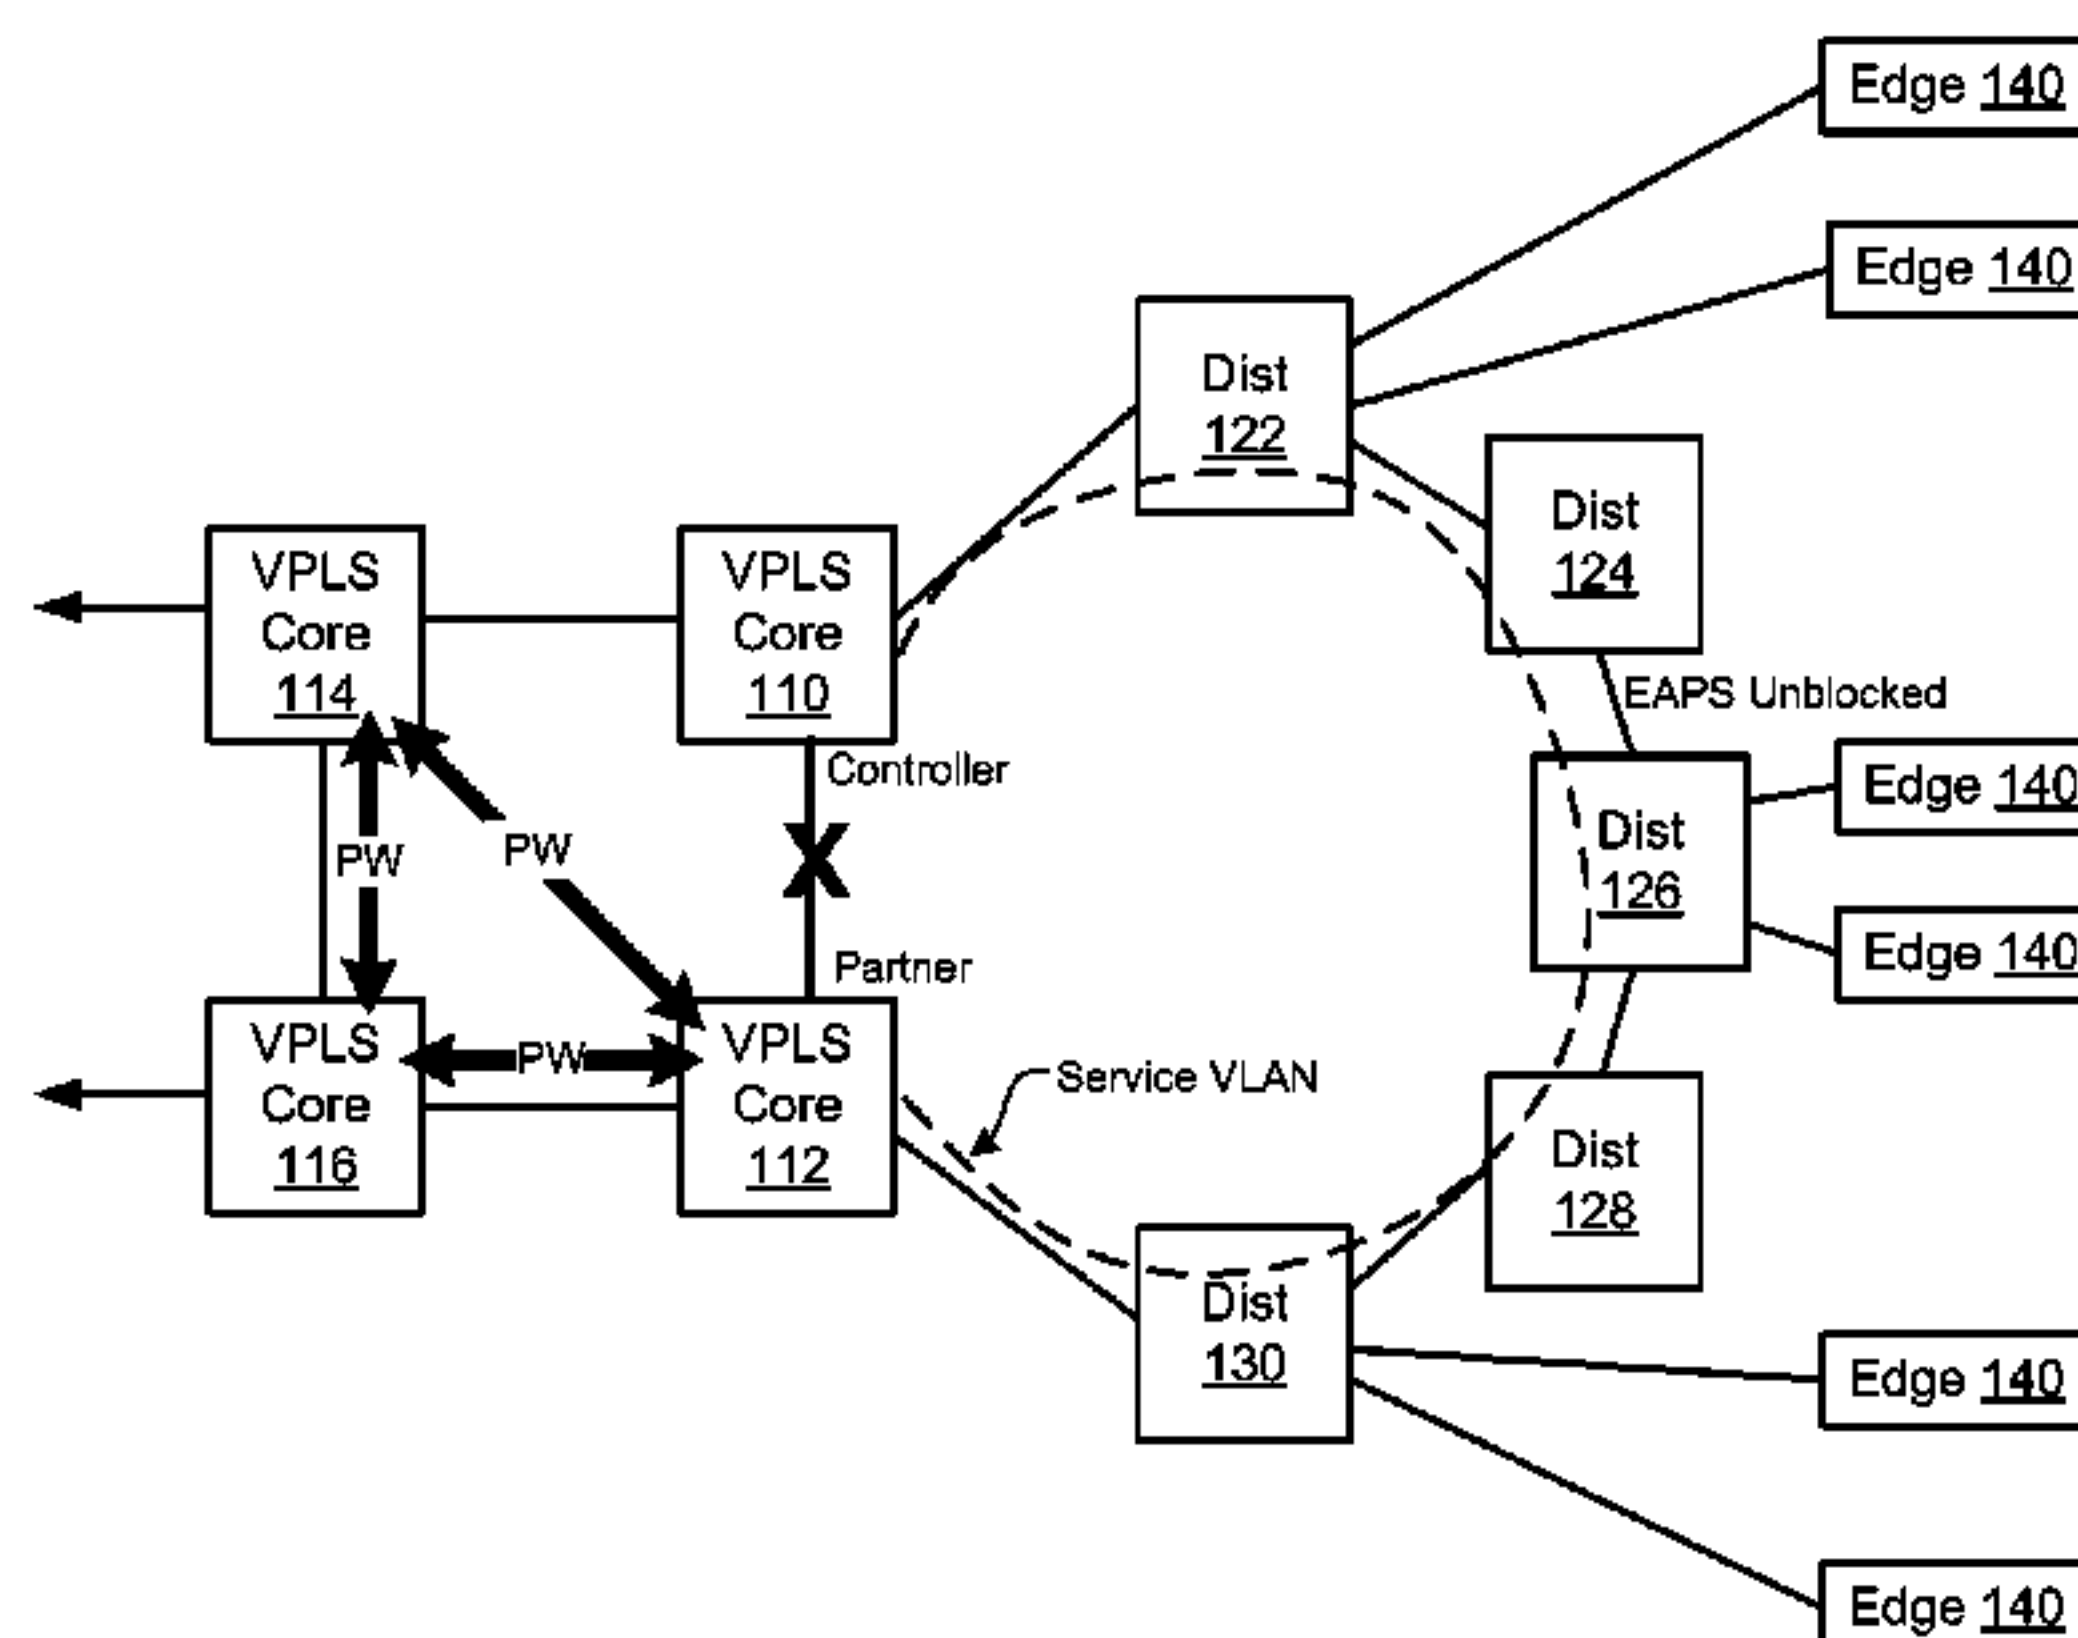 Edge 140
Edge 140
Dist
122
Dist
124
VPLS
Core
114
VPLS
Core
110
EAPS Unblocked
Controller
Edge 140
PW
PW
X
Dist
126
Partner
Edge 140
VPLS
Core
116
PW
VPLS
Core
112
Service VLAN
Dist
128
Dist
130
Edge 140
Edge 140